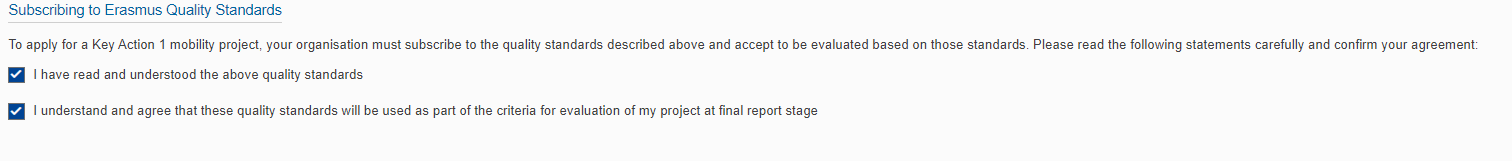 Subscribing to Erasmus Quality Standards
To apply for a Key Action 1 mobility project, your organisation must subscribe to the quality standards described above and accept to be evaluated based on those standards. Please read the following statements carefully and confirm your agreement:
I have read and understood the above quality standards
I understand and agree that these quality standards will be used as part of the criteria for evaluation of my project at final report stage